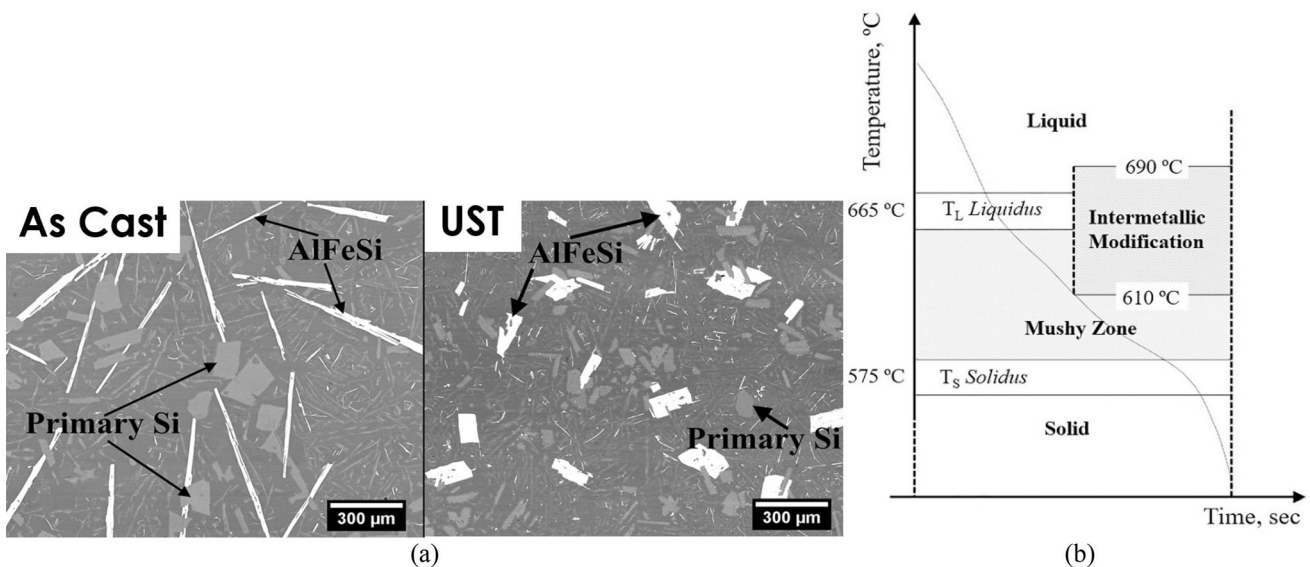 As Cast
AlFeSi
Primary Si
300 µm
UST
AlFeSi
Primary Si
300 µm
(a)
Temperature, ºC
Liquid
690 ºC
665 ºC
T_L Liquidus
Intermetallic
Modification
610 ºC
Mushy Zone
575 ºC
T_S Solidus
Solid
Time, sec
(b)